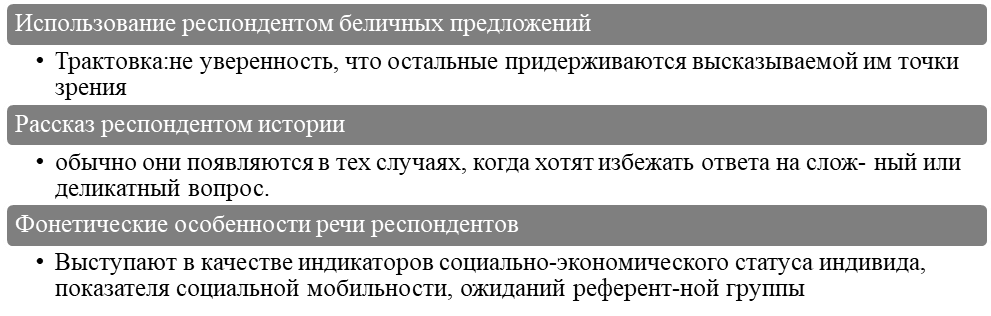 Использование респондентом беличных предложений
• Трактовка:не уверенность, что остальные придерживаются высказываемой им точки
зрения
Рассказ респондентом истории
• обычно они появляются в тех случаях, когда хотят избежать ответа на слож- ный или
деликатный вопрос.
Фонетические особенности речи респондентов
• Выступают в качестве индикаторов социально-экономического статуса индивида,
показателя социальной мобильности, ожиданий референт-ной группы